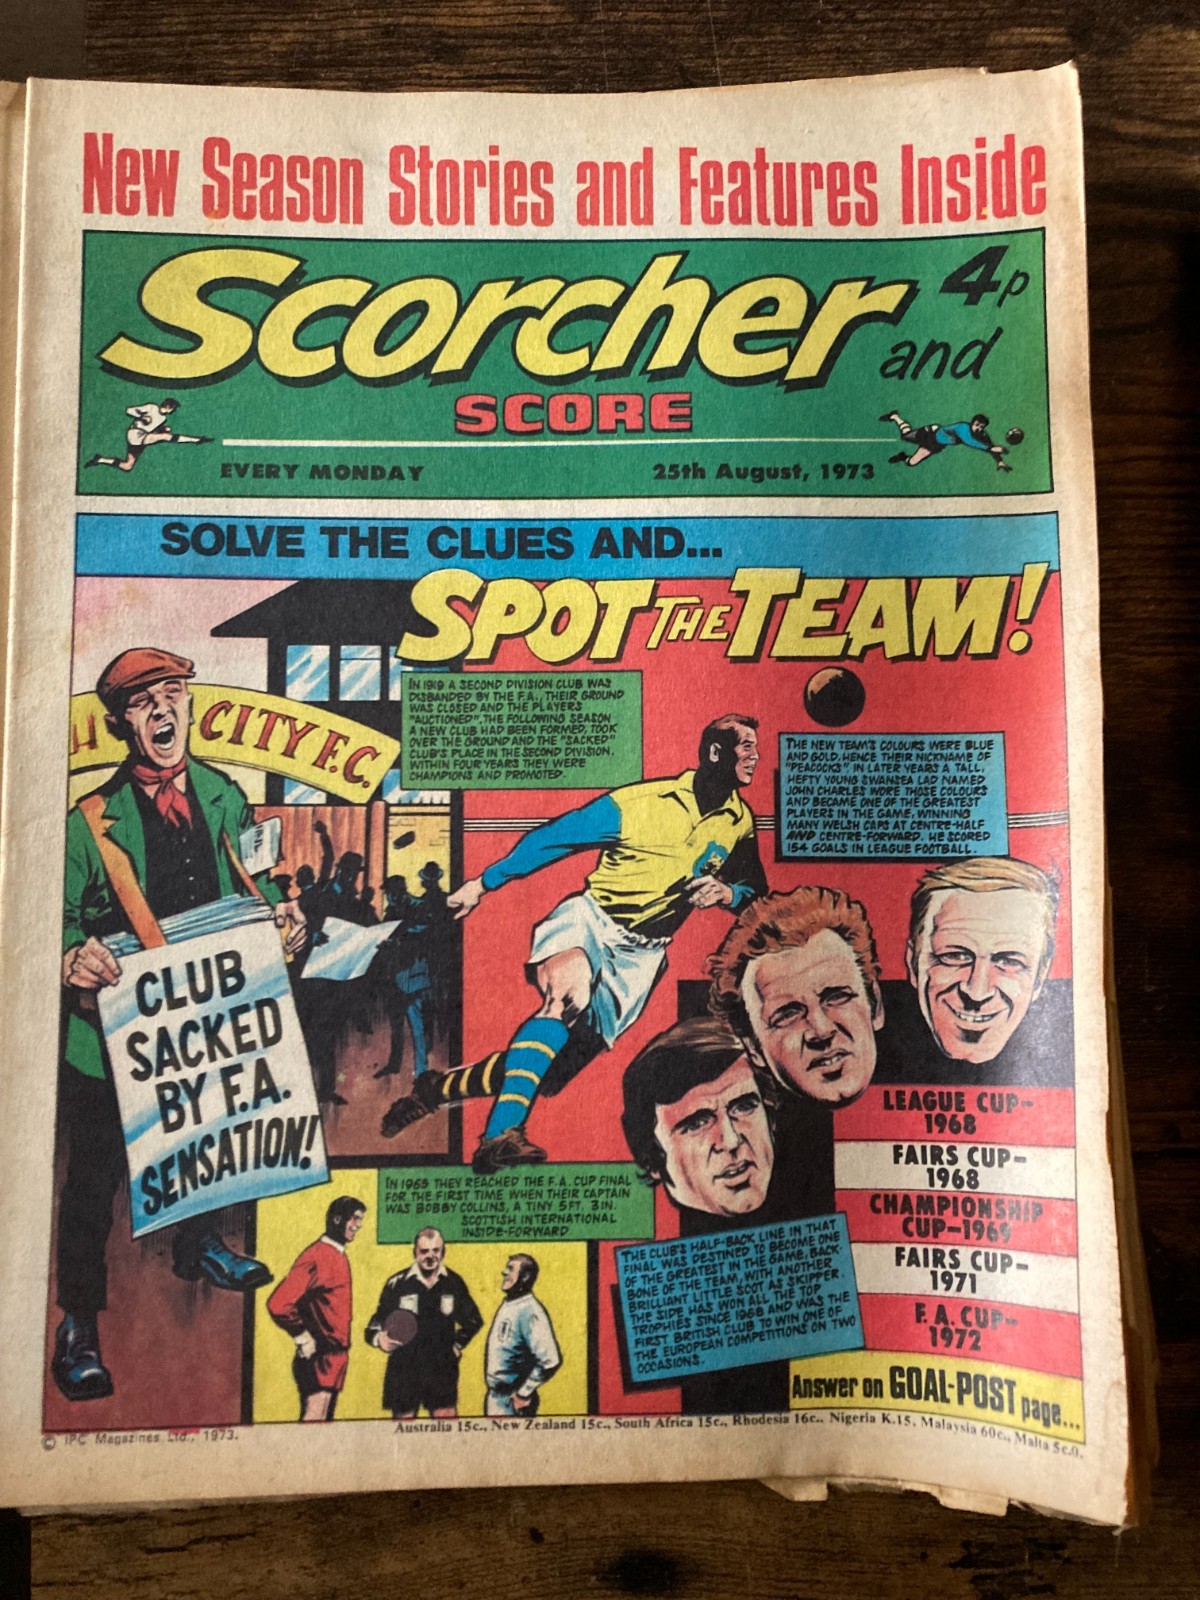 New Season Stories and Features Inside
Scorcher 4p
and
SCORE
EVERY MONDAY 25th August, 1973
SOLVE THE CLUES AND...
SPOT THE TEAM!
H CITY F.C.
IN 1919 A SECOND DIVISION CLUB WAS
DISBANDED BY THE F.A., THEIR GROUND
WAS CLOSED AND THE PLAYERS
"AUCTIONED". THE FOLLOWING SEASON
A NEW CLUB HAD BEEN FORMED, TOOK
OVER THE GROUND AND THE "SACKED"
CLUB'S PLACE IN THE SECOND DIVISION.
WITHIN FOUR YEARS THEY WERE
CHAMPIONS AND PROMOTED.
THE NEW TEAM'S COLOURS WERE BLUE
AND GOLD. HENCE THEIR NICKNAME OF
"PEACOCKS" IN LATER YEARS A TALL,
HEFTY YOUNG SWANSEA LAD NAMED
JOHN CHARLES WORE THOSE COLOURS
AND BECAME ONE OF THE GREATEST
PLAYERS IN THE GAME, WINNING
MANY WELSH CAPS AT CENTRE-HALF
AND CENTRE-FORWARD. HE SCORED
154 GOALS IN LEAGUE FOOTBALL.
CLUB
SACKED
BY F.A.
SENSATION!
IN 1965 THEY REACHED THE F.A. CUP FINAL
FOR THE FIRST TIME WHEN THEIR CAPTAIN
WAS BOBBY COLLINS, A TINY 5FT. 3IN.
SCOTTISH INTERNATIONAL
INSIDE-FORWARD
THE CLUB'S HALF-BACK LINE IN THAT
FINAL WAS DESTINED TO BECOME ONE
OF THE GREATEST IN THE GAME, BACK-
BONE OF THE TEAM, WITH ANOTHER
BRILLIANT LITTLE SCOT AS SKIPPER.
THE SIDE HAS WON ALL THE TOP
TROPHIES SINCE 1968 AND WAS THE
FIRST BRITISH CLUB TO WIN ONE OF
THE EUROPEAN COMPETITIONS ON TWO
OCCASIONS.
LEAGUE CUP-
1968
FAIRS CUP-
1968
CHAMPIONSHIP
CUP-1969
FAIRS CUP-
1971
F.A. CUP-
1972
Answer on GOAL-POST page...
Australia 15c., New Zealand 15c., South Africa 15c., Rhodesia 16c., Nigeria K.15, Malaysia 60c., Malta 5c.0.
© IPC Magazines Ltd., 1973.